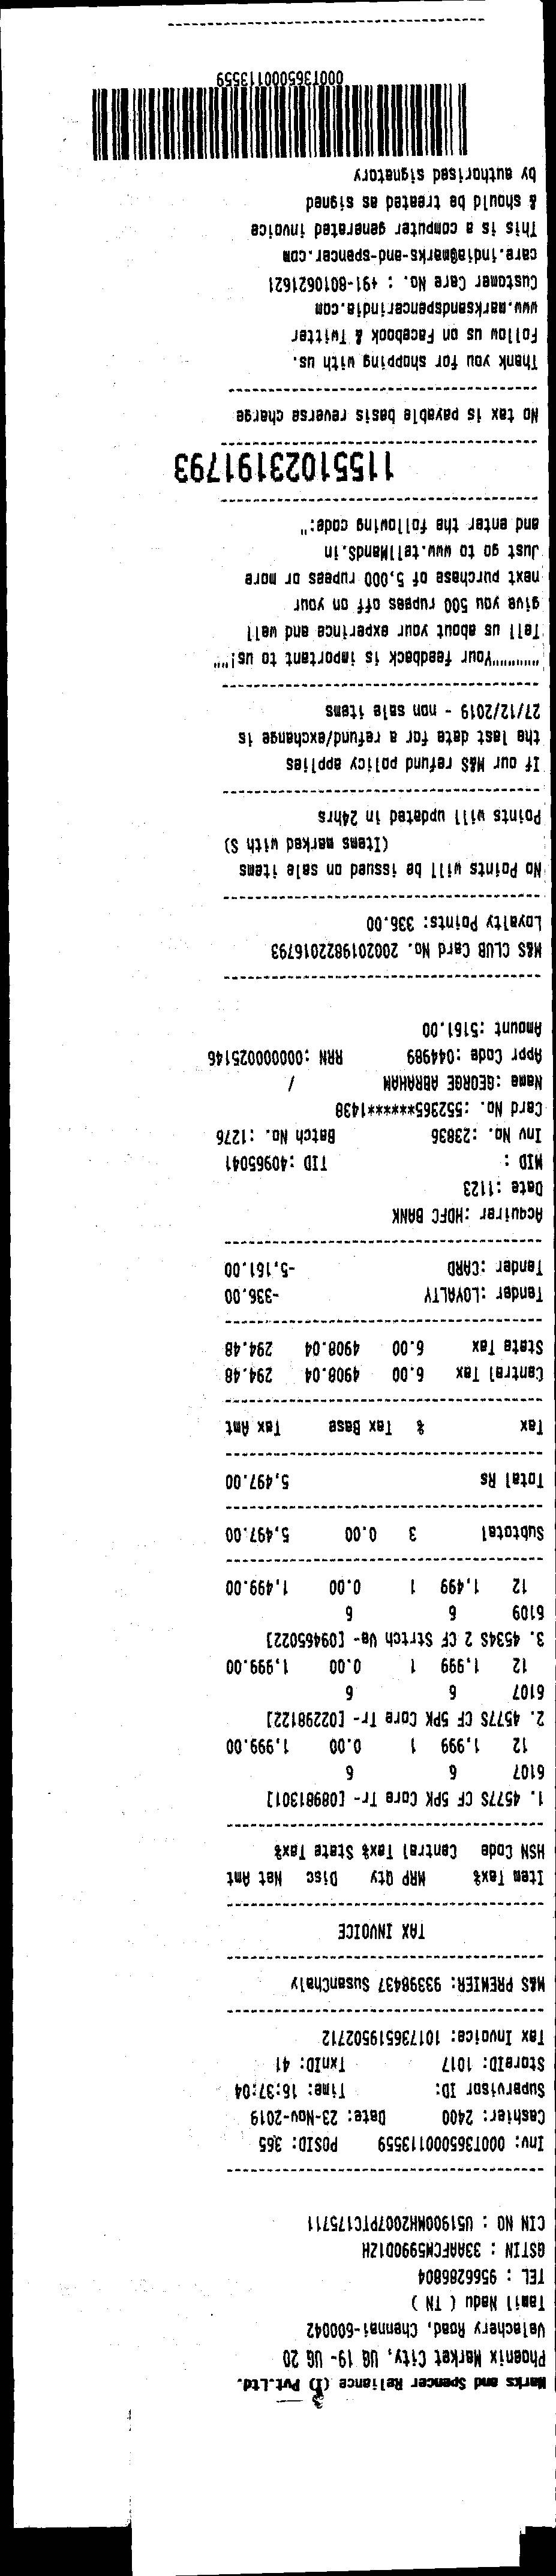 Marks and Spencer Reliance (I) Pvt.Ltd.
Phoenix Market City, UG 19- UG 20
Velachery Road, Chennai-600042
Tamil Nadu ( TN )
TEL : 9566286804
GSTIN : 33AAFCM5990D1ZH
CIN NO : U51900MH2007PTC175711
Inv: 000T365000113559 POSID: 365
Cashier: 2400 Date: 23-Nov-2019
Supervisor ID: Time: 16:37:04
StoreID: 1017 TxnID: 41
Tax Invoice: 101736519502712
M&S PREMIER: 93398437 SusanChaly
TAX INVOICE
Item Tax% MRP Qty Disc Net Amt
HSN Code Central Tax% State Tax%
1. 4577S CF 5PK Core Tr- [08981301]
6107 6 6
12 1,999 1 0.00 1,999.00
2. 4577S CF 5PK Core Tr- [02298122]
6107 6 6
12 1,999 1 0.00 1,999.00
3. 4534S 2 CF Strtch Va- [09465022]
6109 6 6
12 1,499 1 0.00 1,499.00
Subtotal 3 0.00 5,497.00
Total Rs 5,497.00
Tax % Tax Base Tax Amt
Central Tax 6.00 4908.04 294.48
State Tax 6.00 4908.04 294.48
Tender :LOYALTY -336.00
Tender :CARD -5,161.00
Acquirer :HDFC BANK
Date :1123
MID : TID :40965041
Inv No. :23836 Batch No. :1276
Card No. :552365******1438
Name :GEORGE ABRAHAM /
Appr Code :044989 RRN :000000025146
Amount :5161.00
M&S CLUB Card No. 2002019822016793
Loyalty Points: 336.00
No Points will be issued on sale items
(Items marked with S)
Points will updated in 24hrs
If our M&S refund policy applies
the last date for a refund/exchange is
27/12/2019 - non sale items
"""""""Your feedback is important to us!""
Tell us about your experince and well
give you 500 rupees off on your
next purchase of 5,000 rupees or more
Just go to www.tellMandS.in
and enter the following code:"
1155102319​1793
No tax is payable basis reverse charge
Thank you for shopping with us.
Follow us on Facebook & Twitter
www.marksandspencerindia.com
Customer Care No. : +91-8010621621
care.india@marks-and-spencer.com
This is a computer generated invoice
& should be treated as signed
by authorised signatory
000T365000113559